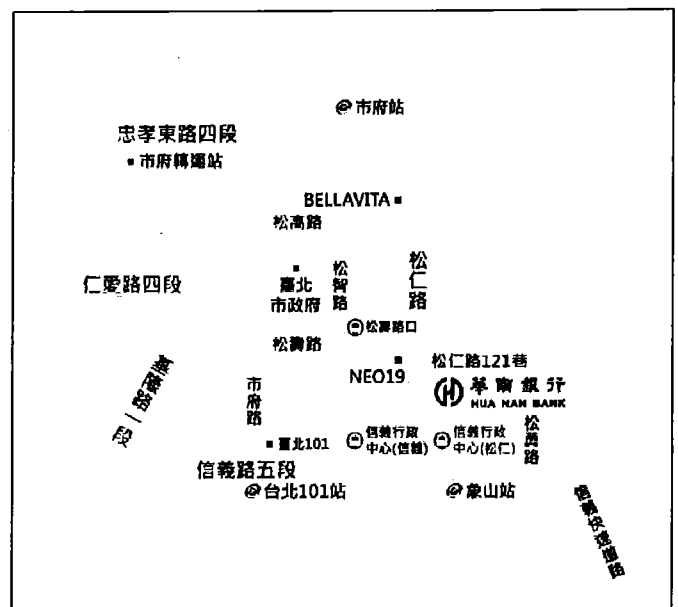 市府站
忠孝東路四段
市府轉運站
BELLAVITA
松高路
仁愛路四段
臺北
市政府
松智路
松仁路
松壽路口
松壽路
NEO19
松仁路121巷
華南銀行
HUA NAN BANK
市府路
基隆路一段
臺北101
信義行政
中心(信義)
信義行政
中心(松仁)
松勇路
信義路五段
台北101站
象山站
信義快速道路